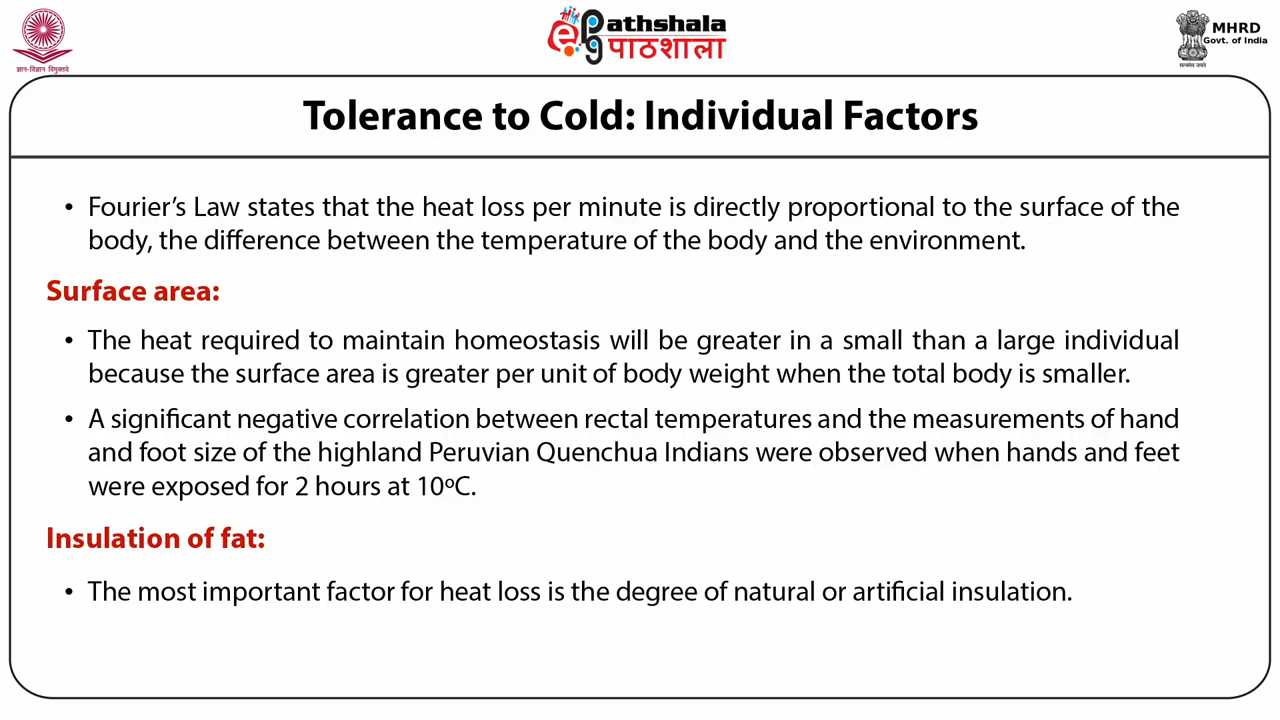 ज्ञान-विज्ञान विमुक्तये
epg athshala
पाठशाला
MHRD
Govt. of India
सत्यमेव जयते
Tolerance to Cold: Individual Factors
• Fourier's Law states that the heat loss per minute is directly proportional to the surface of the
body, the difference between the temperature of the body and the environment.
Surface area:
• The heat required to maintain homeostasis will be greater in a small than a large individual
because the surface area is greater per unit of body weight when the total body is smaller.
• A significant negative correlation between rectal temperatures and the measurements of hand
and foot size of the highland Peruvian Quenchua Indians were observed when hands and feet
were exposed for 2 hours at 10ºC.
Insulation of fat:
• The most important factor for heat loss is the degree of natural or artificial insulation.